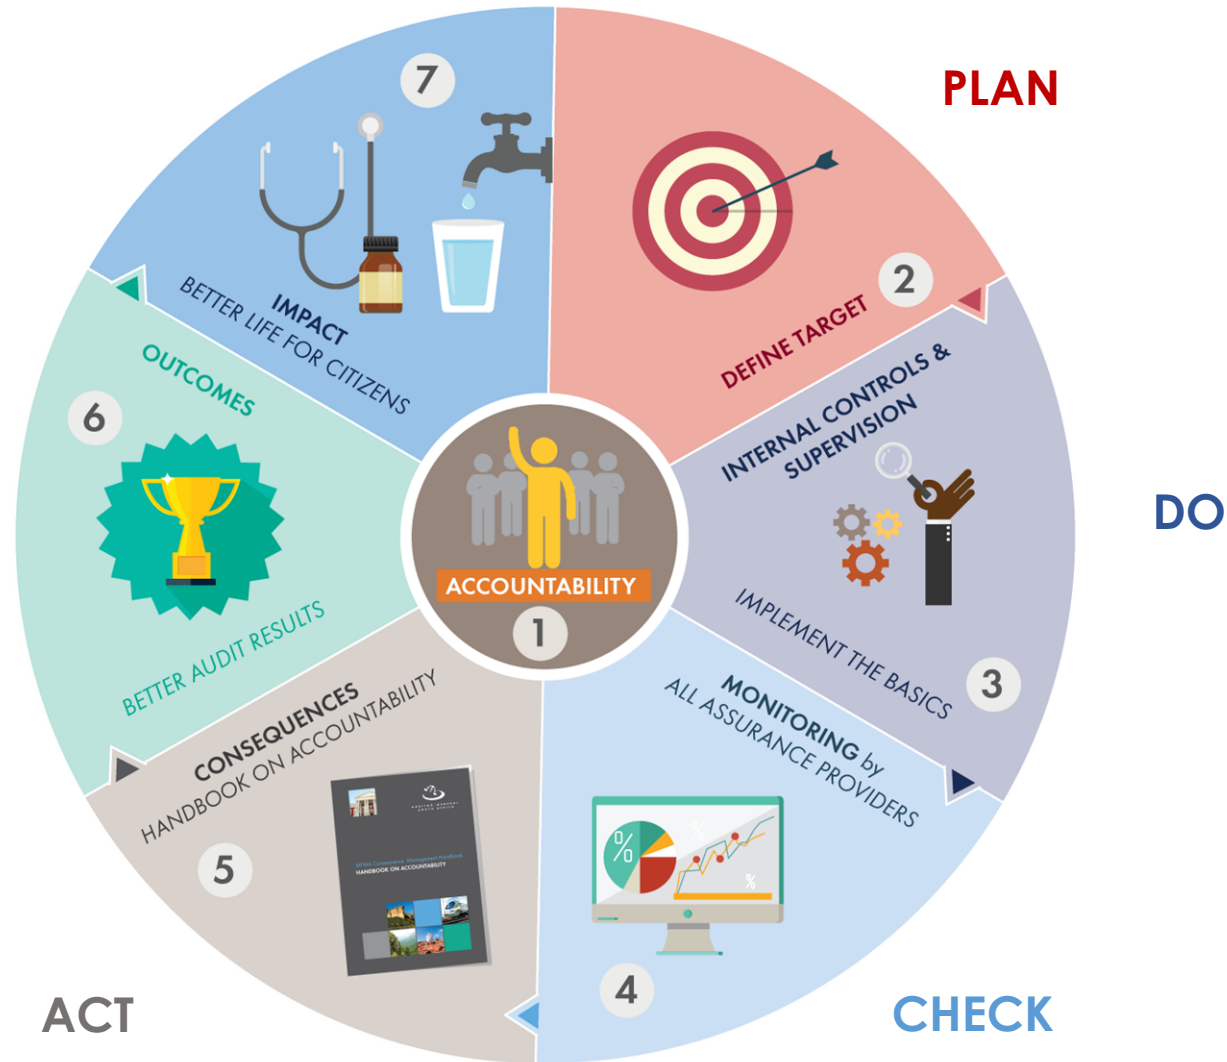 PLAN
DO
CHECK
ACT
ACCOUNTABILITY
1
2
DEFINE TARGET
INTERNAL CONTROLS &
SUPERVISION
IMPLEMENT THE BASICS
3
MONITORING by
ALL ASSURANCE PROVIDERS
%
%
%
4
CONSEQUENCES
HANDBOOK ON ACCOUNTABILITY
5
HANDBOOK ON ACCOUNTABILITY
OUTCOMES
6
BETTER AUDIT RESULTS
7
IMPACT
BETTER LIFE FOR CITIZENS